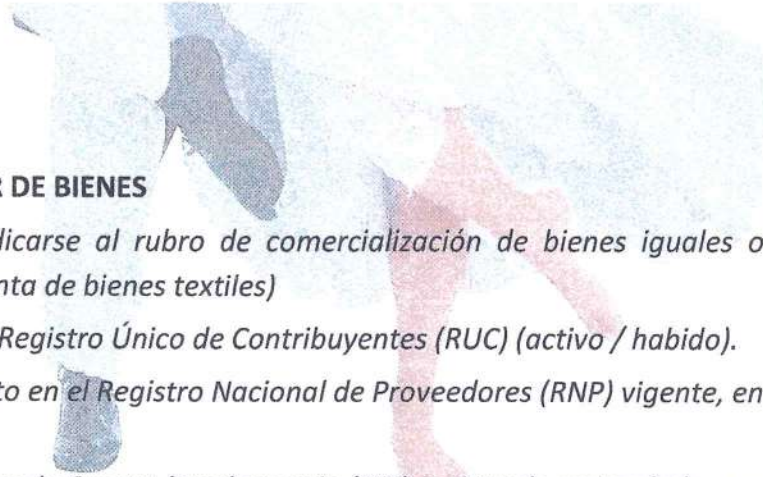 DE BIENES
dicarse al rubro de comercialización de bienes iguales o
nta de bienes textiles)
Registro Único de Contribuyentes (RUC) (activo / habido).
to en el Registro Nacional de Proveedores (RNP) vigente, en